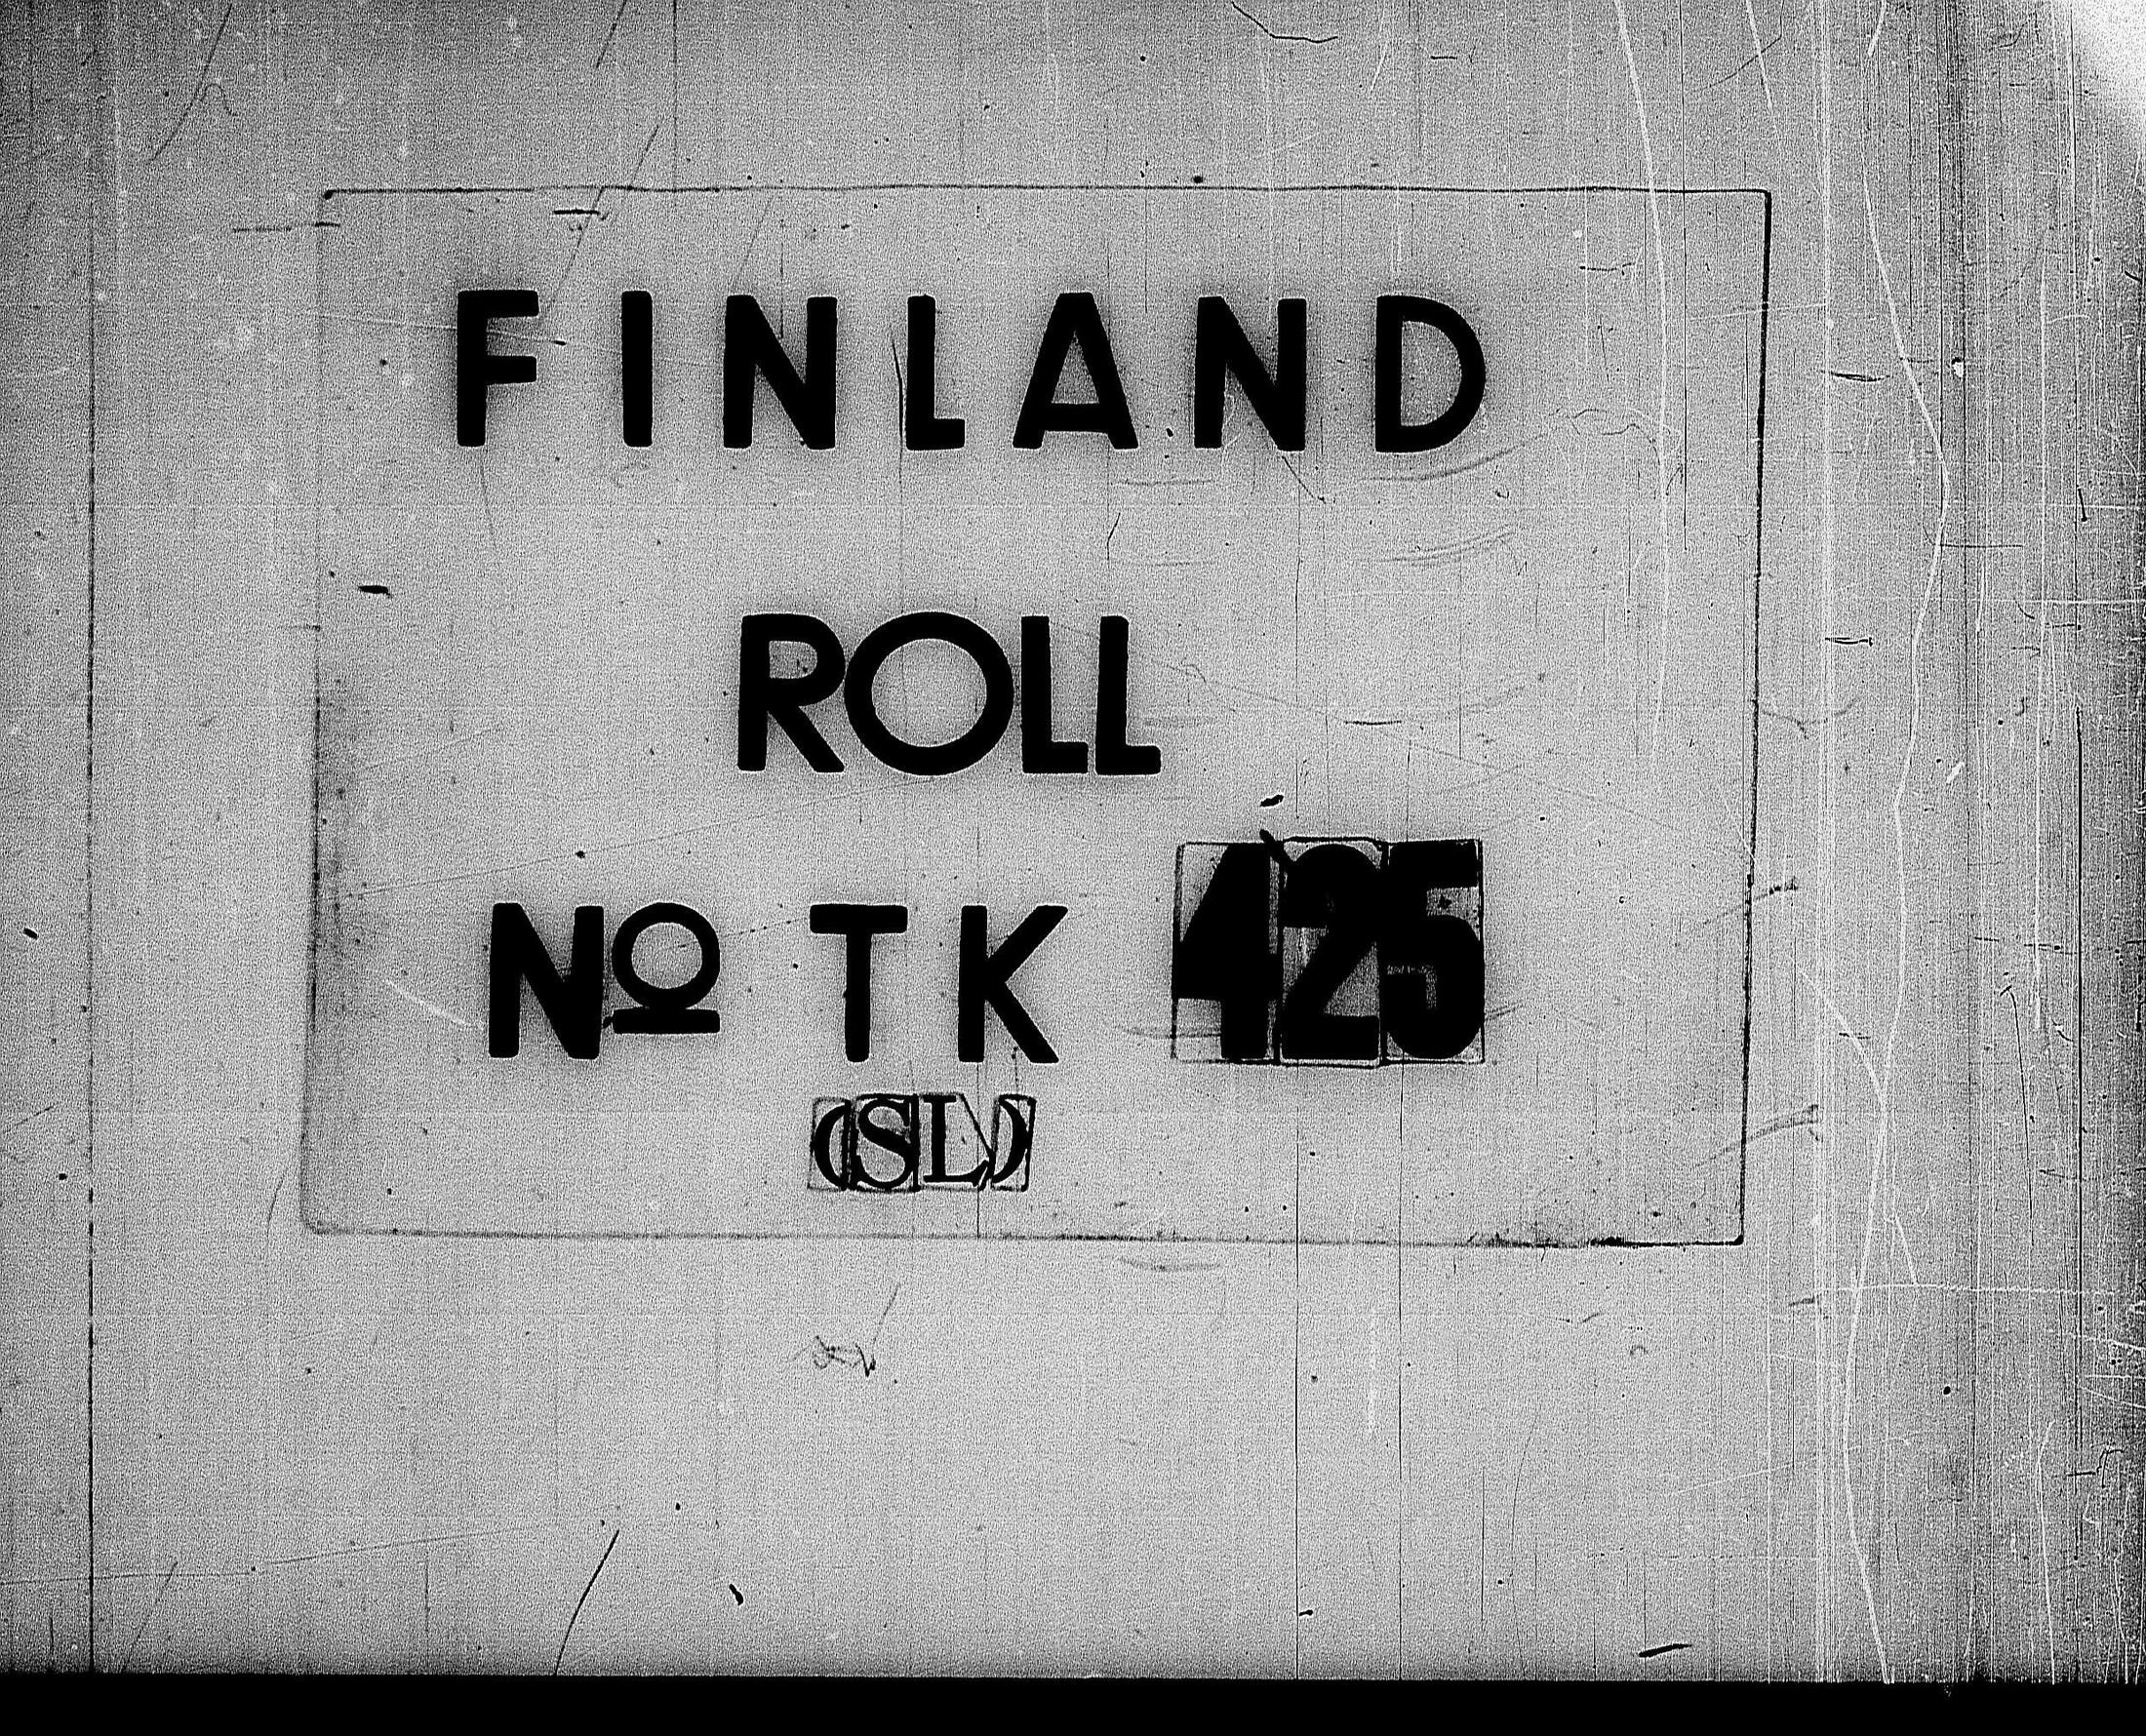 FINLAND
ROLL
Nº TK 425
(SL)